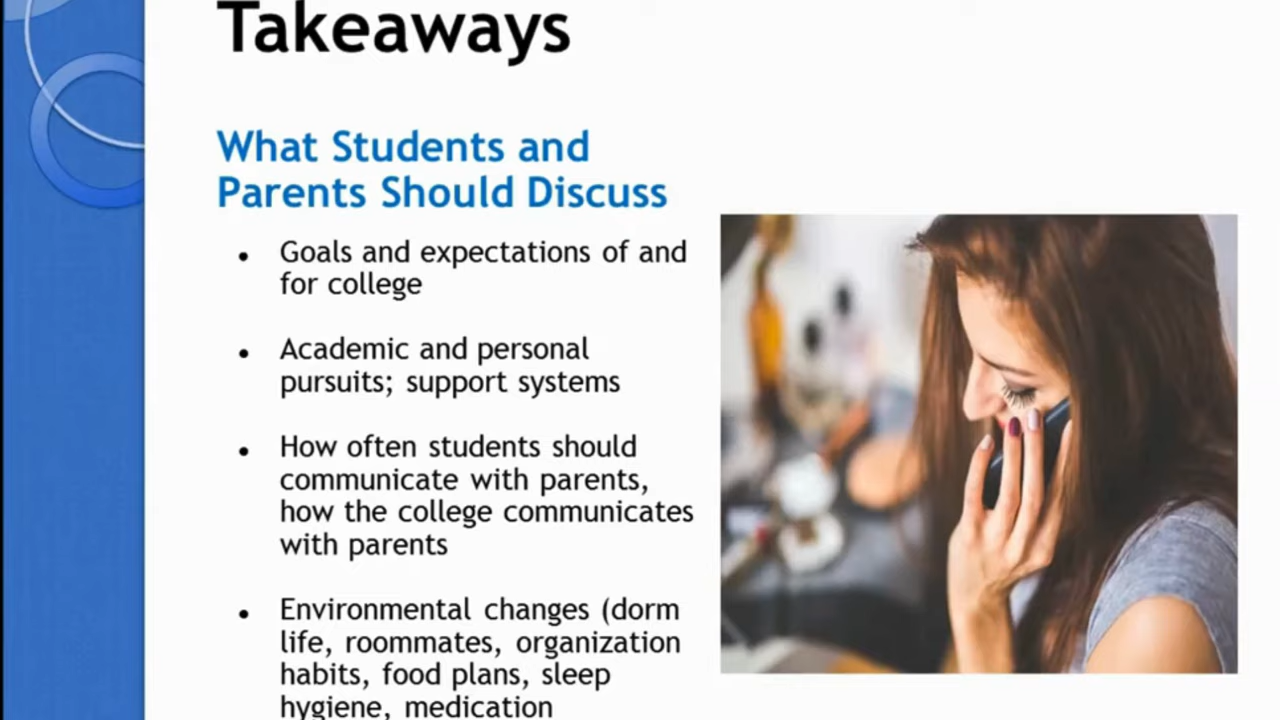 Takeaways
What Students and
Parents Should Discuss
• Goals and expectations of and
for college
• Academic and personal
pursuits; support systems
• How often students should
communicate with parents,
how the college communicates
with parents
• Environmental changes (dorm
life, roommates, organization
habits, food plans, sleep
hygiene, medication